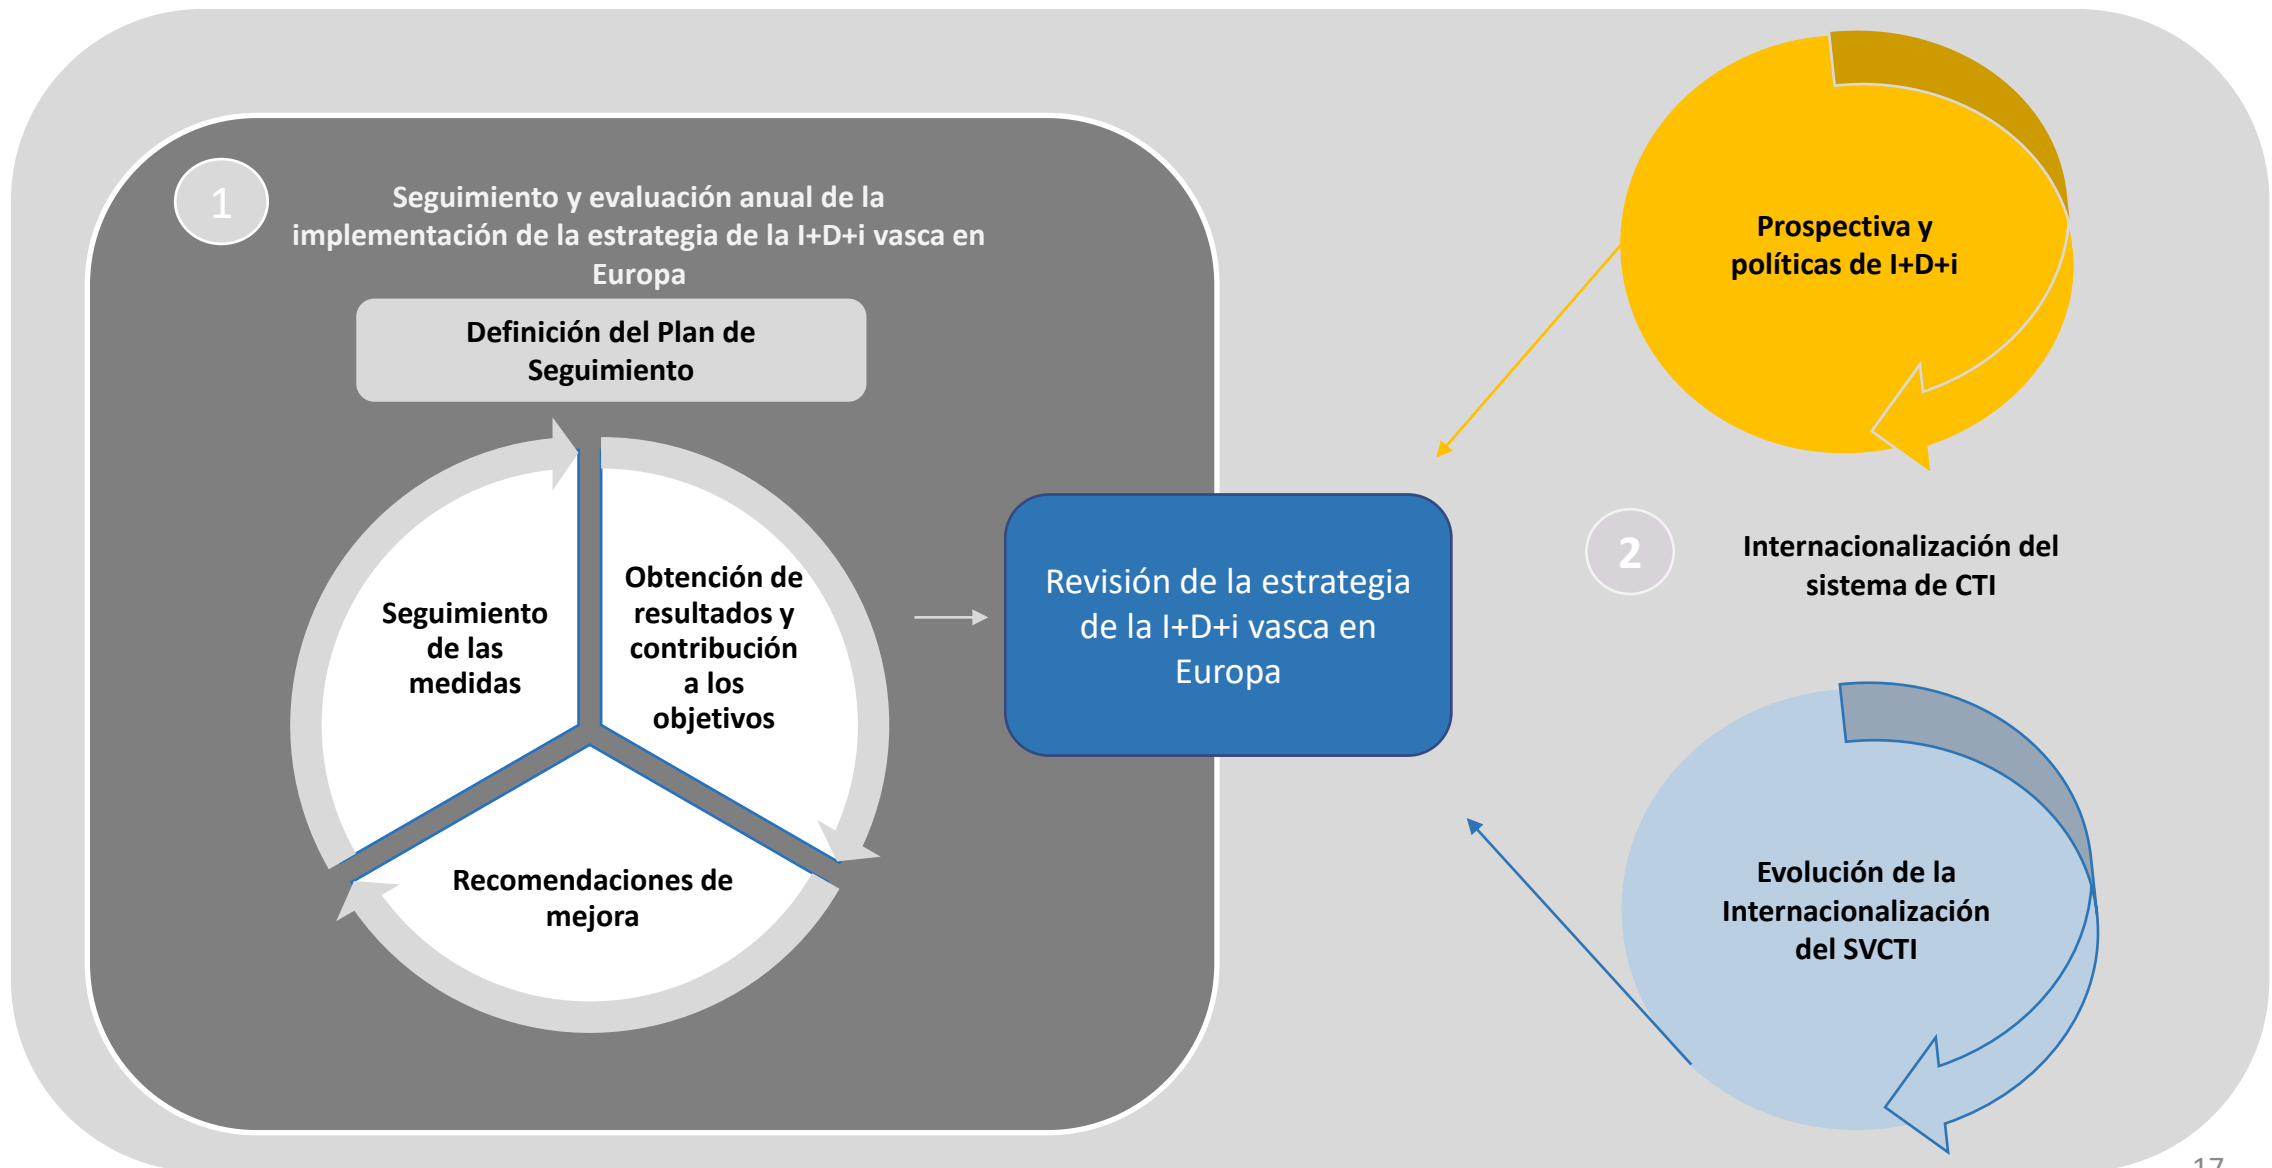 1
Seguimiento y evaluación anual de la
implementación de la estrategia de la I+D+i vasca en
Europa
Definición del Plan de
Seguimiento
Seguimiento
de las
medidas
Obtención de
resultados y
contribución
a los
objetivos
Recomendaciones de
mejora
Revisión de la estrategia
de la I+D+i vasca en
Europa
Prospectiva y
políticas de I+D+i
2
Internacionalización del
sistema de CTI
Evolución de la
Internacionalización
del SVCTI
17